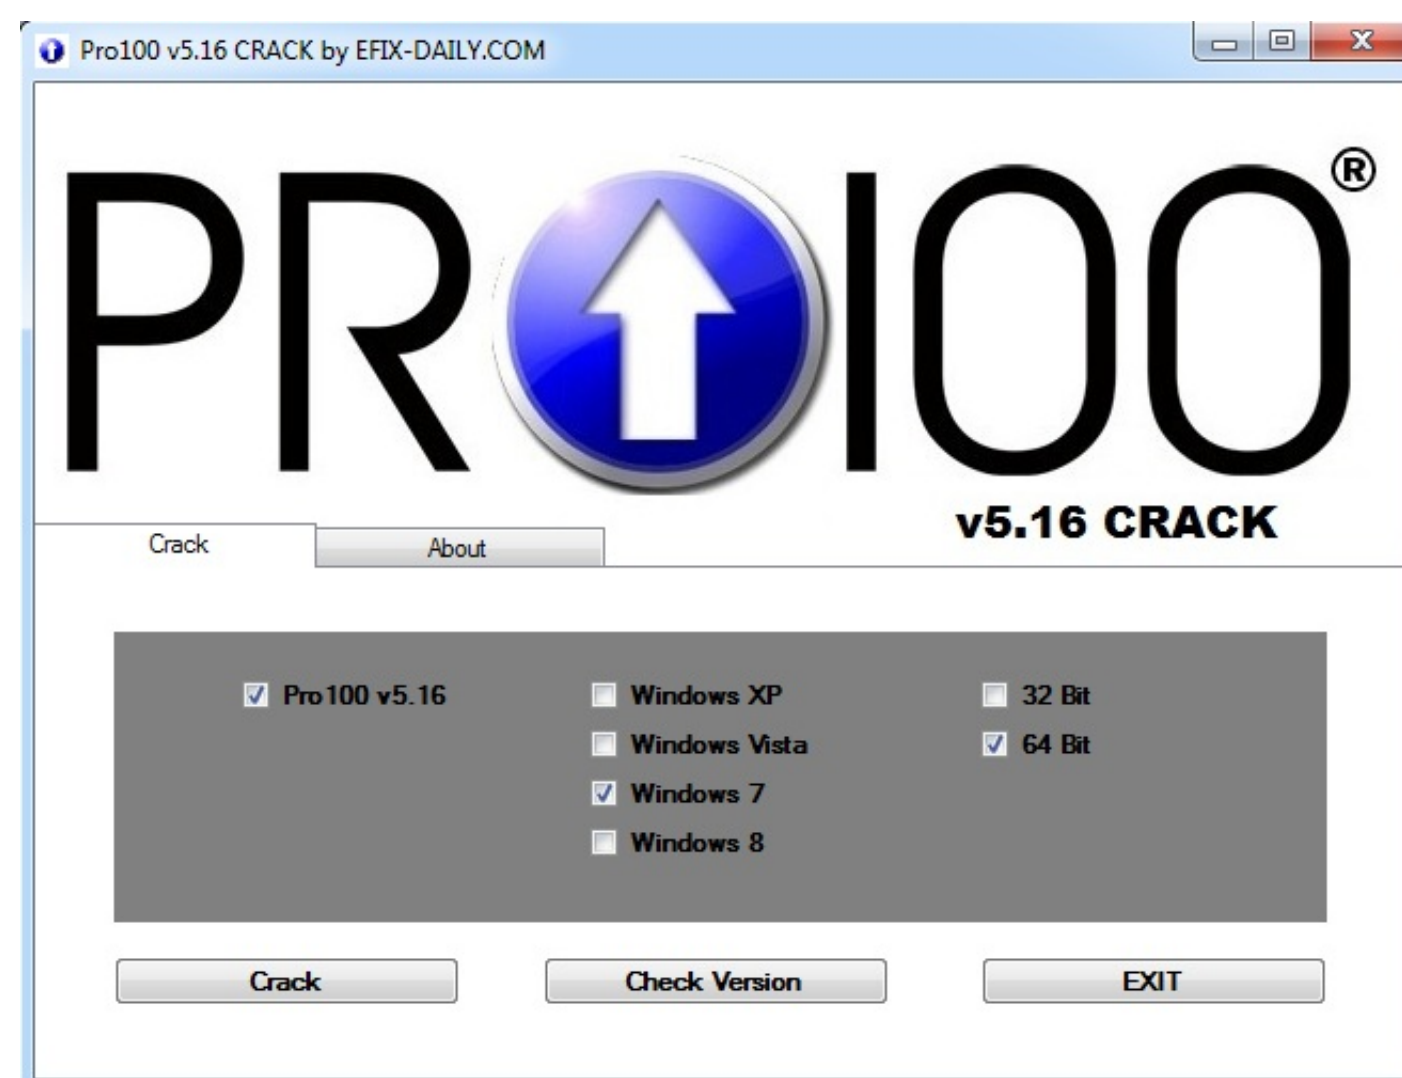 Pro100 v5.16 CRACK by EFIX-DAILY.COM
PRO100®
v5.16 CRACK
Crack About
Pro100 v5.16 Windows XP 32 Bit
Windows Vista 64 Bit
Windows 7
Windows 8
Crack Check Version EXIT